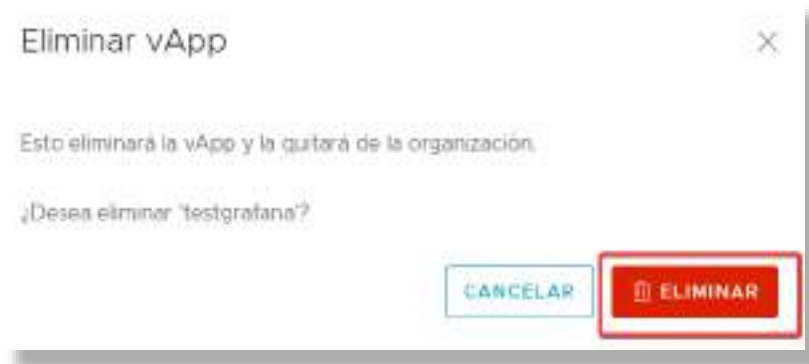 Eliminar vApp
Esto eliminará la vApp y la quitará de la organización.
¿Desea eliminar 'testgrafana'?
CANCELAR
ELIMINAR